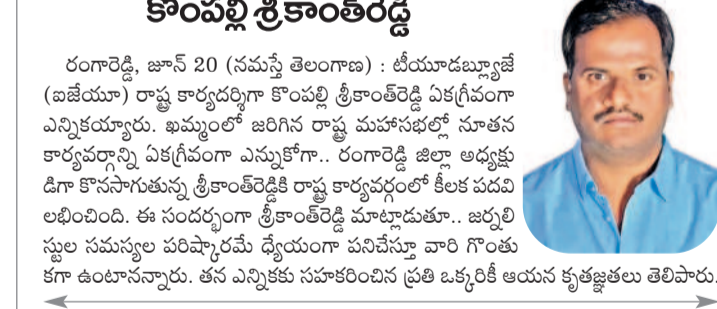 కొంపల్లి శ్రీకాంత్‌రెడ్డి
రంగారెడ్డి, జూన్ 20 (నమస్తే తెలంగాణ) : టీయూడబ్ల్యూజే
(ఐజేయూ) రాష్ట్ర కార్యదర్శిగా కొంపల్లి శ్రీకాంత్‌రెడ్డి ఏకగ్రీవంగా
ఎన్నికయ్యారు. ఖమ్మంలో జరిగిన రాష్ట్ర మహాసభల్లో నూతన
కార్యవర్గాన్ని ఏకగ్రీవంగా ఎన్నుకోగా.. రంగారెడ్డి జిల్లా అధ్యక్షు
డిగా కొనసాగుతున్న శ్రీకాంత్‌రెడ్డికి రాష్ట్ర కార్యవర్గంలో కీలక పదవి
లభించింది. ఈ సందర్భంగా శ్రీకాంత్‌రెడ్డి మాట్లాడుతూ.. జర్నలి
స్టుల సమస్యల పరిష్కారమే ధ్యేయంగా పనిచేస్తూ వారి గొంతు
కగా ఉంటానన్నారు. తన ఎన్నికకు సహకరించిన ప్రతి ఒక్కరికీ ఆయన కృతజ్ఞతలు తెలిపారు.